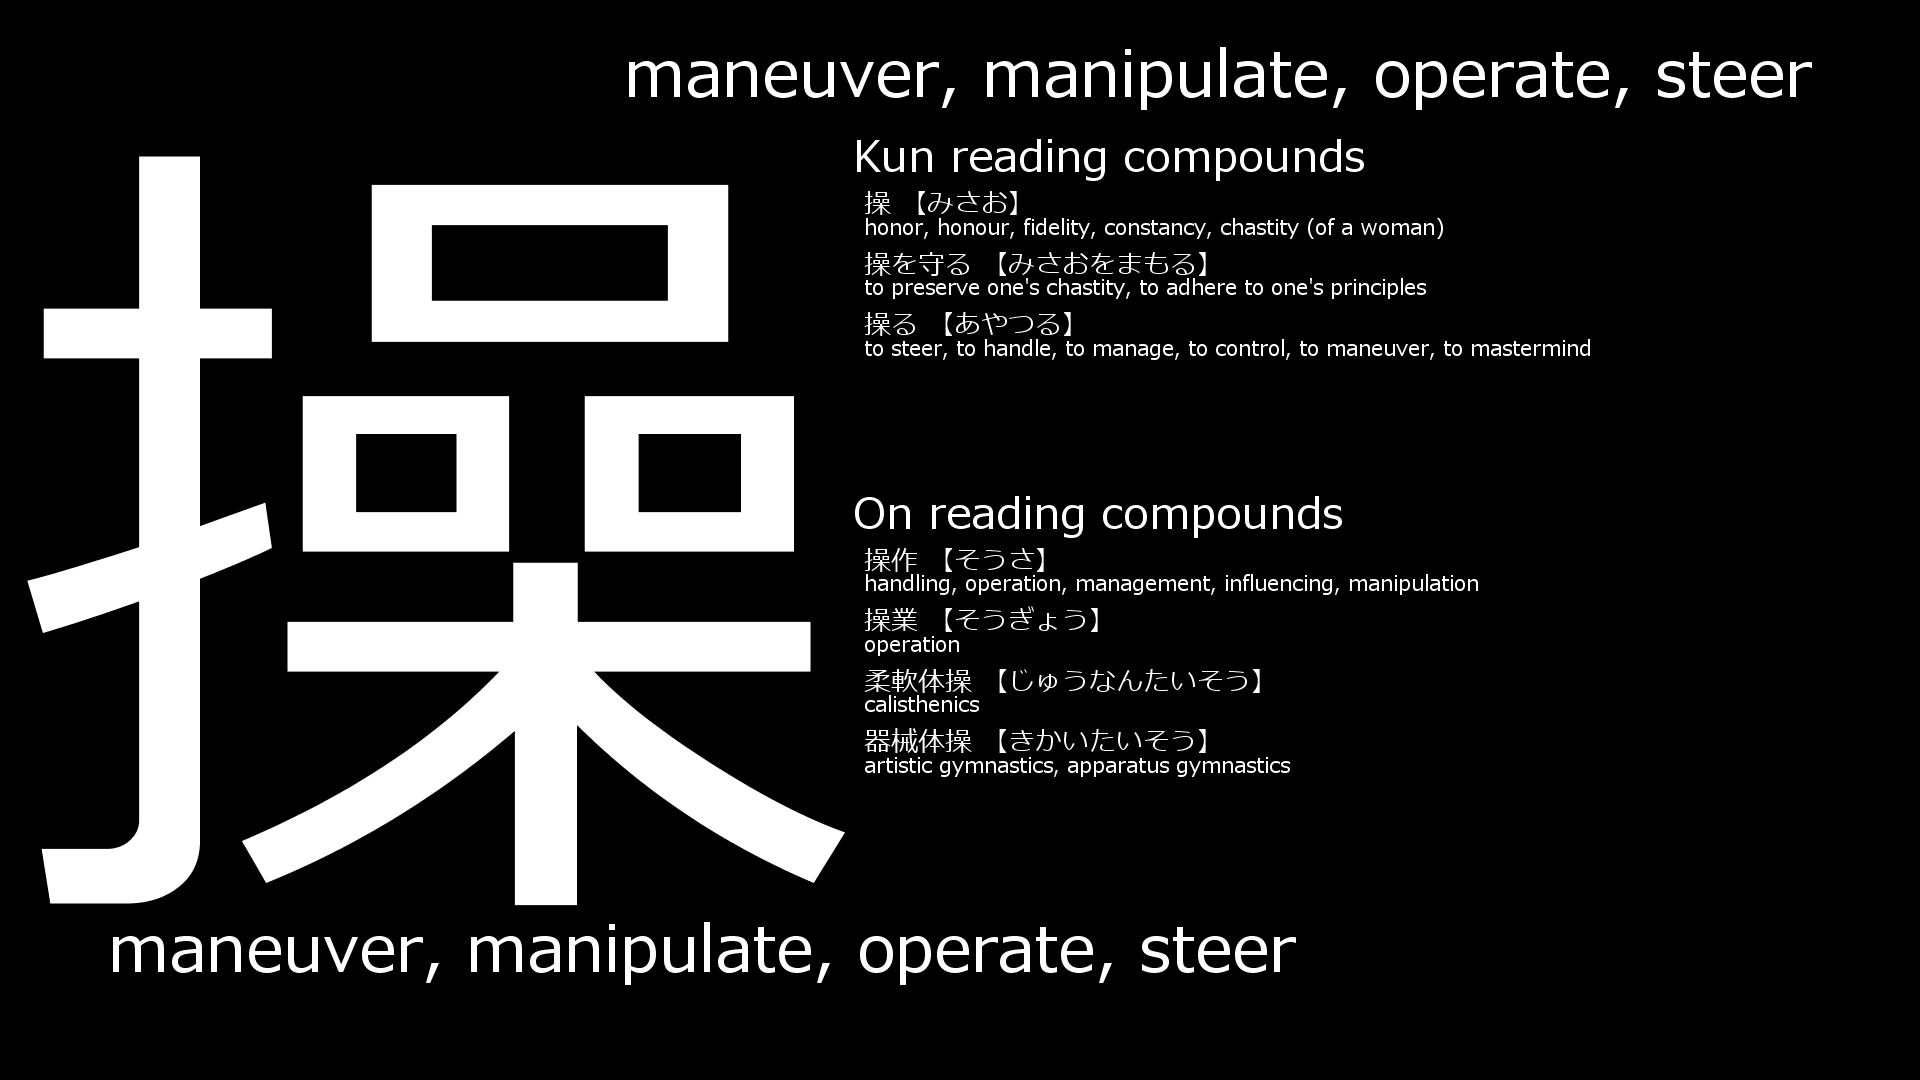 maneuver, manipulate, operate, steer
操
Kun reading compounds
操 【みさお】
honor, honour, fidelity, constancy, chastity (of a woman)
操を守る 【みさおをまもる】
to preserve one's chastity, to adhere to one's principles
操る 【あやつる】
to steer, to handle, to manage, to control, to maneuver, to mastermind
On reading compounds
操作 【そうさ】
handling, operation, management, influencing, manipulation
操業 【そうぎょう】
operation
柔軟体操 【じゅうなんたいそう】
calisthenics
器械体操 【きかいたいそう】
artistic gymnastics, apparatus gymnastics
maneuver, manipulate, operate, steer